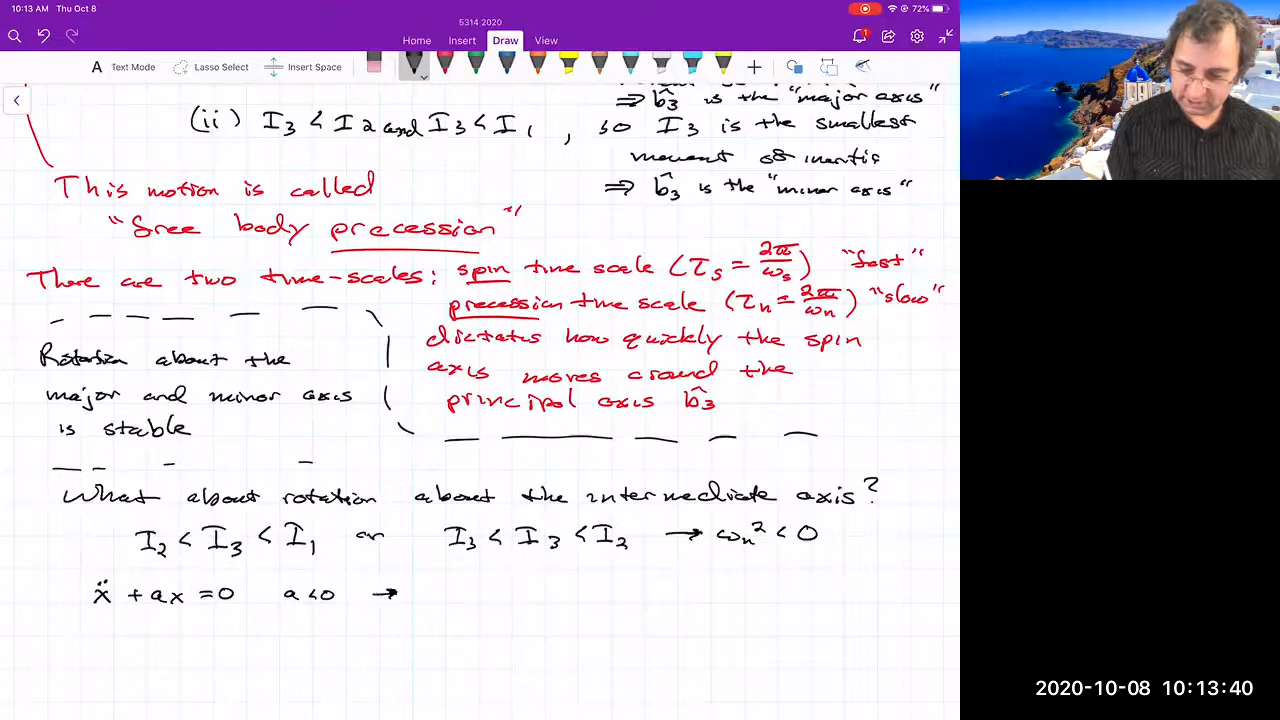 10:13 AM Thu Oct 8
72%
5314 2020
Home Insert Draw View
1
A Text Mode Lasso Select Insert Space
⇒ b̂3 is the "major axis"
(ii) I3 < I2 and I3 < I1 , so I3 is the smallest
moment of inertia
⇒ b̂3 is the "minor axis"
This motion is called
"free body precession"
There are two time-scales: spin time scale (τs = 2π/ωs) "fast"
precession time scale (τn = 2π/ωn) "slow"
dictates how quickly the spin
axis moves around the
principal axis b̂3
Rotation about the
major and minor axis
is stable
What about rotation about the intermediate axis?
I2 < I3 < I1 or I3 < I3 < I2 → ωn² < 0
ẍ + ax = 0 a<0 →
2020-10-08 10:13:40